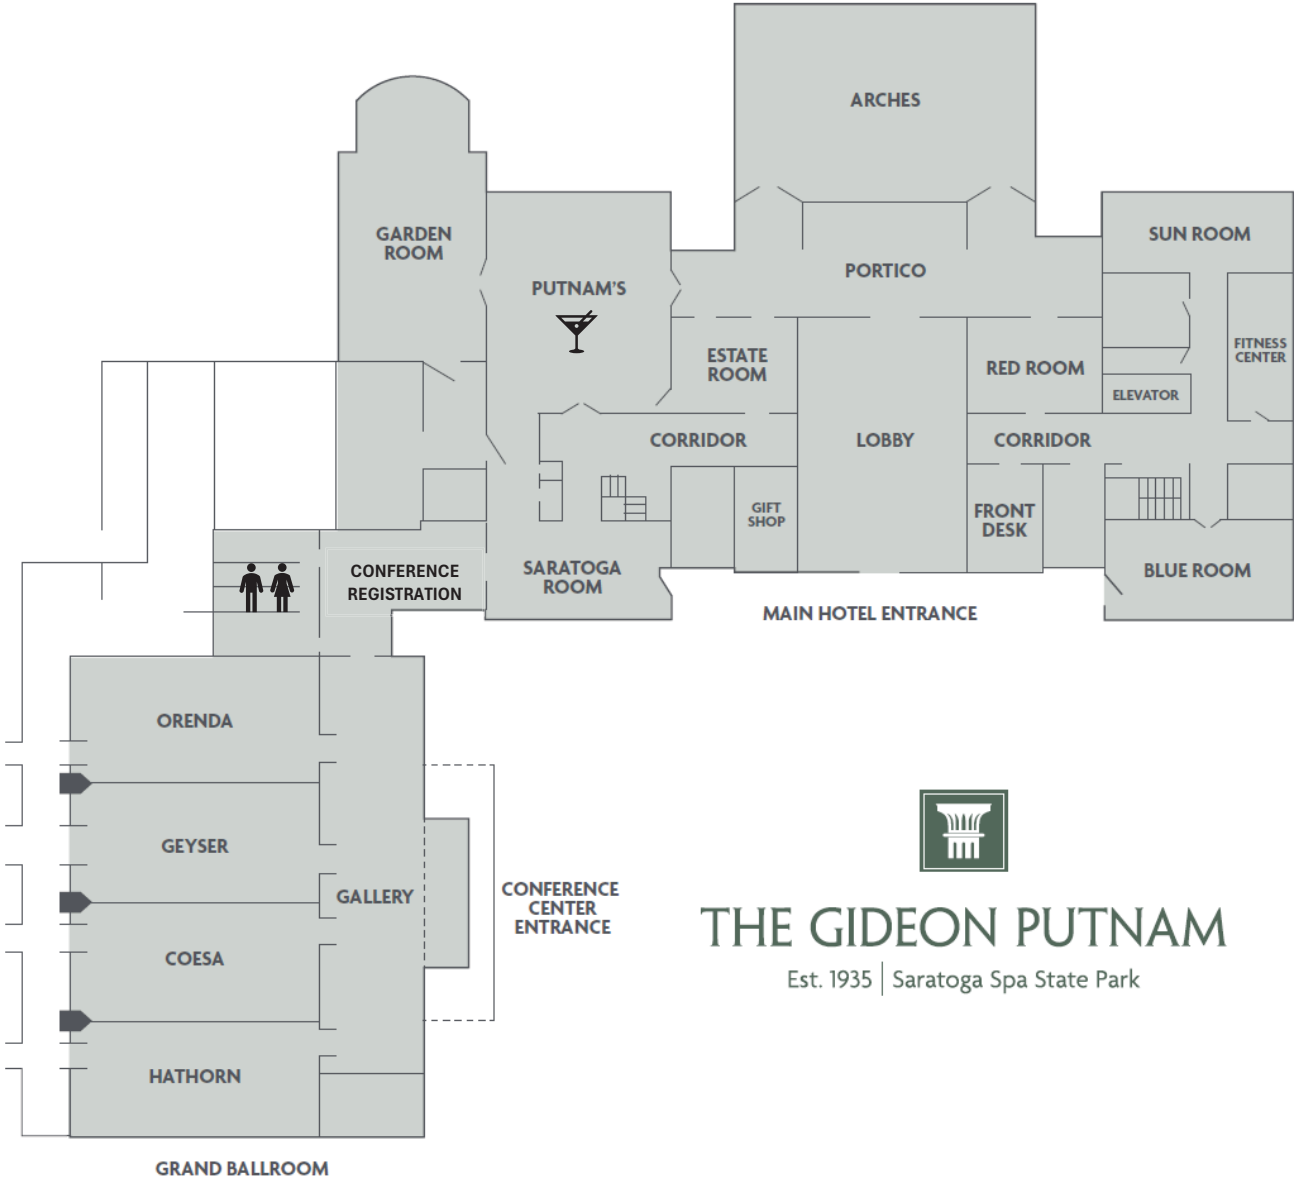 ARCHES
GARDEN
ROOM
SUN ROOM
PORTICO
PUTNAM'S
ESTATE
ROOM
RED ROOM
FITNESS
CENTER
ELEVATOR
CORRIDOR
LOBBY
CORRIDOR
GIFT
SHOP
FRONT
DESK
CONFERENCE
REGISTRATION
SARATOGA
ROOM
BLUE ROOM
MAIN HOTEL ENTRANCE
ORENDA
GEYSER
GALLERY
CONFERENCE
CENTER
ENTRANCE
COESA
HATHORN
GRAND BALLROOM
THE GIDEON PUTNAM
Est. 1935 | Saratoga Spa State Park